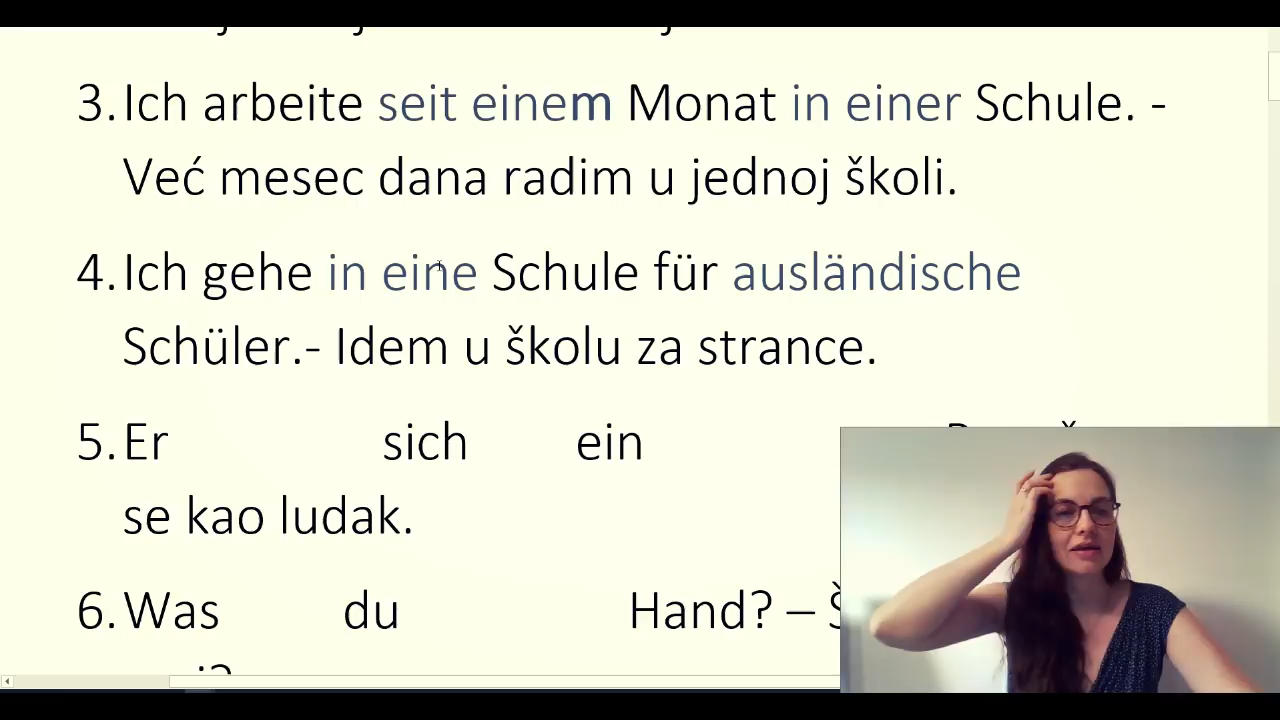 3. Ich arbeite seit einem Monat in einer Schule. -
Već mesec dana radim u jednoj školi.
4. Ich gehe in eine Schule für ausländische
Schüler.- Idem u školu za strance.
5. Er sich ein
se kao ludak.
6. Was du Hand? –